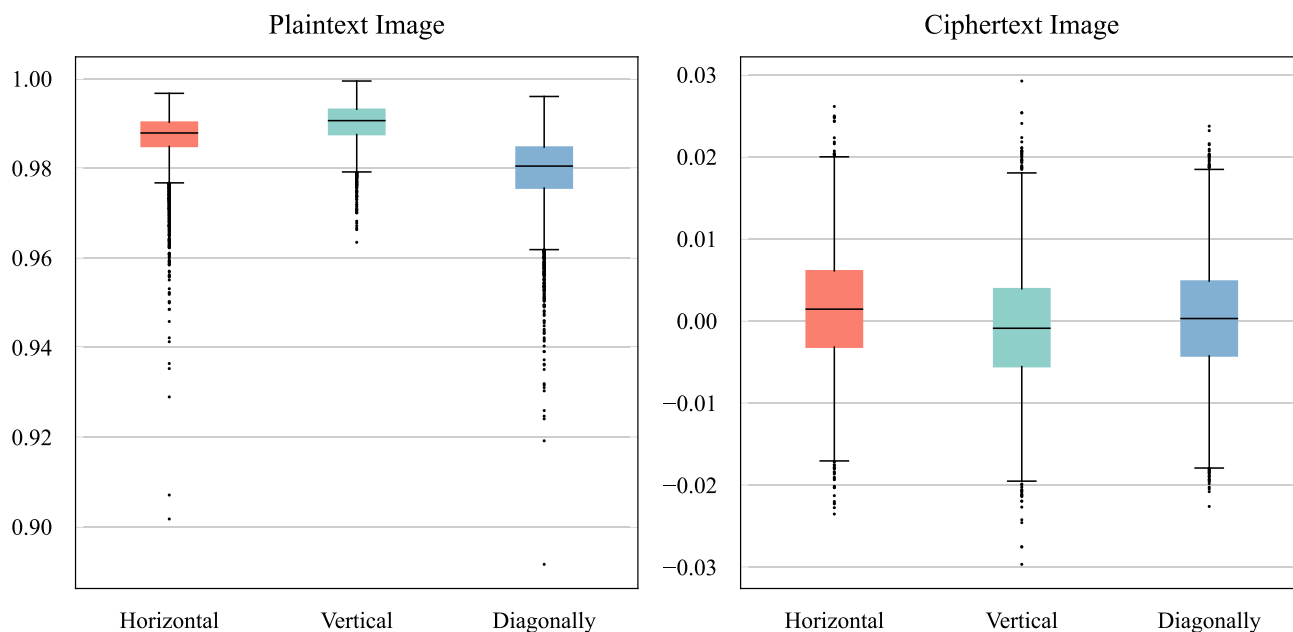 Plaintext Image
1.00
0.98
0.96
0.94
0.92
0.90
Horizontal
Vertical
Diagonally
Ciphertext Image
0.03
0.02
0.01
0.00
−0.01
−0.02
−0.03
Horizontal
Vertical
Diagonally